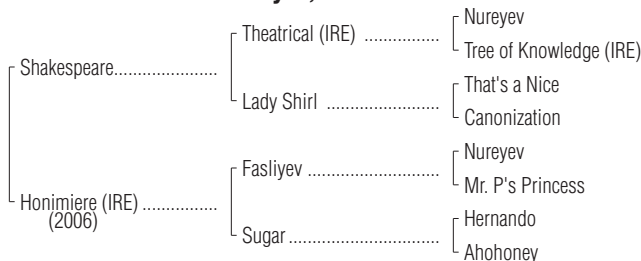 Nureyev
Theatrical (IRE) ..................
Tree of Knowledge (IRE)
Shakespeare........................
That's a Nice
Lady Shirl ...........................
Canonization
Nureyev
Fasliyev ..............................
Mr. P's Princess
Honimiere (IRE) .................
(2006)
Hernando
Sugar...................................
Ahohoney